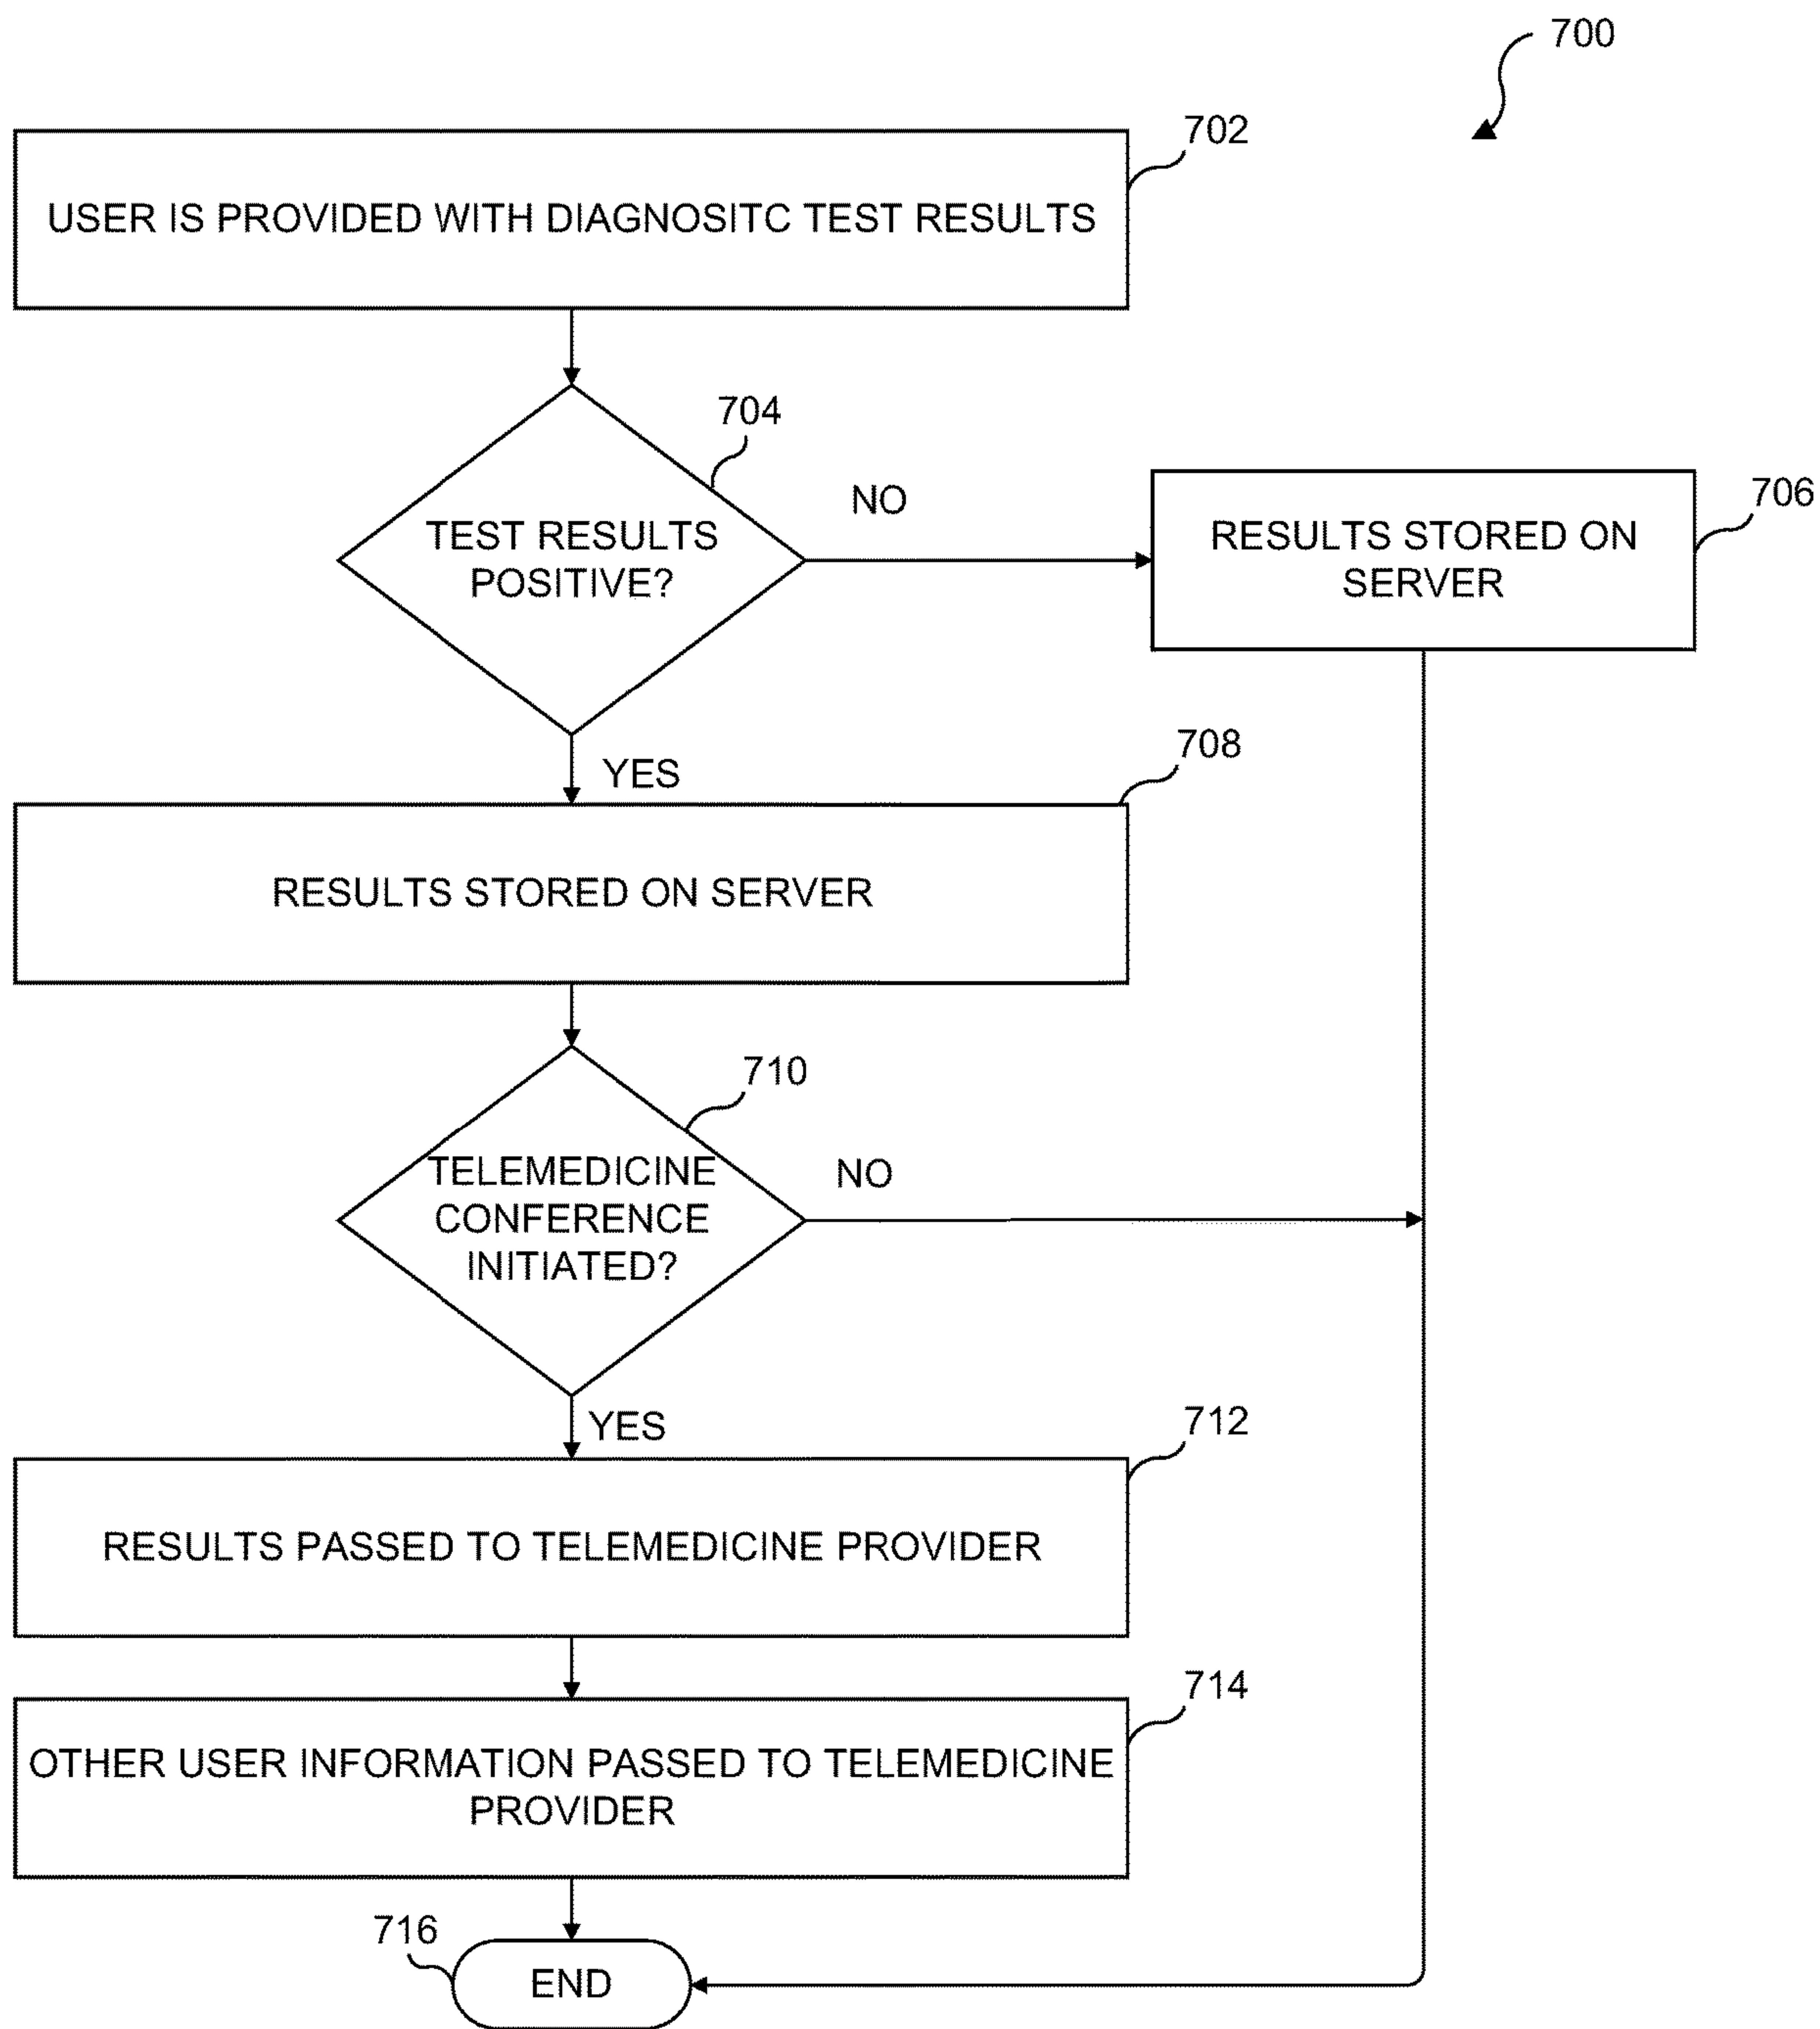 700
702
USER IS PROVIDED WITH DIAGNOSITC TEST RESULTS
704
TEST RESULTS
POSITIVE?
NO
706
RESULTS STORED ON
SERVER
YES
708
RESULTS STORED ON SERVER
710
TELEMEDICINE
CONFERENCE
INITIATED?
NO
YES
712
RESULTS PASSED TO TELEMEDICINE PROVIDER
714
OTHER USER INFORMATION PASSED TO TELEMEDICINE
PROVIDER
716
END